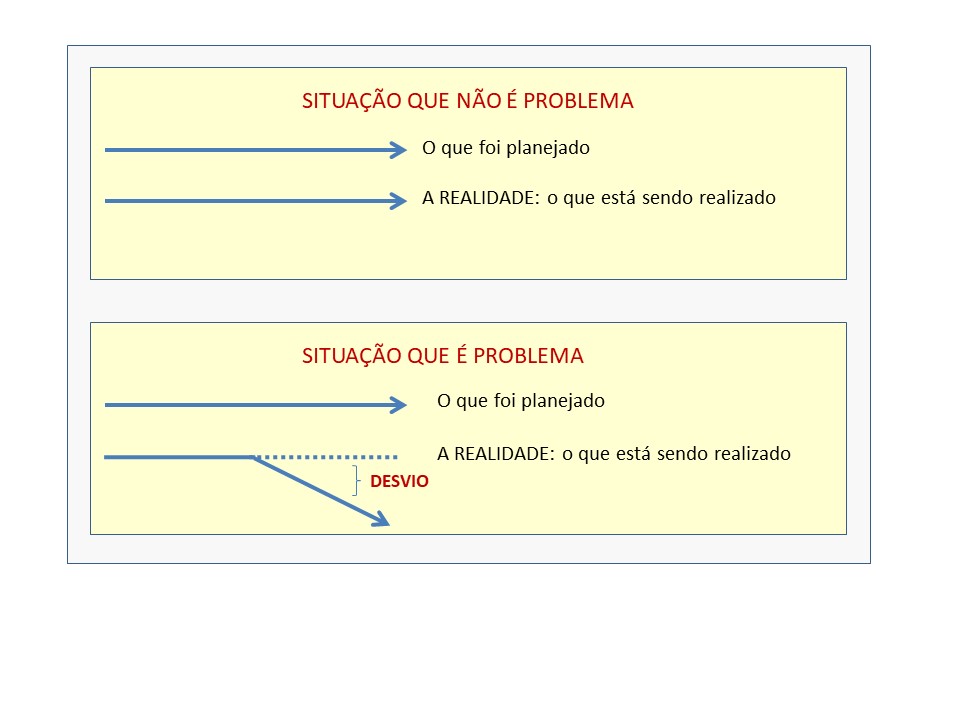 SITUAÇÃO QUE NÃO É PROBLEMA
O que foi planejado
A REALIDADE: o que está sendo realizado
SITUAÇÃO QUE É PROBLEMA
O que foi planejado
A REALIDADE: o que está sendo realizado
DESVIO